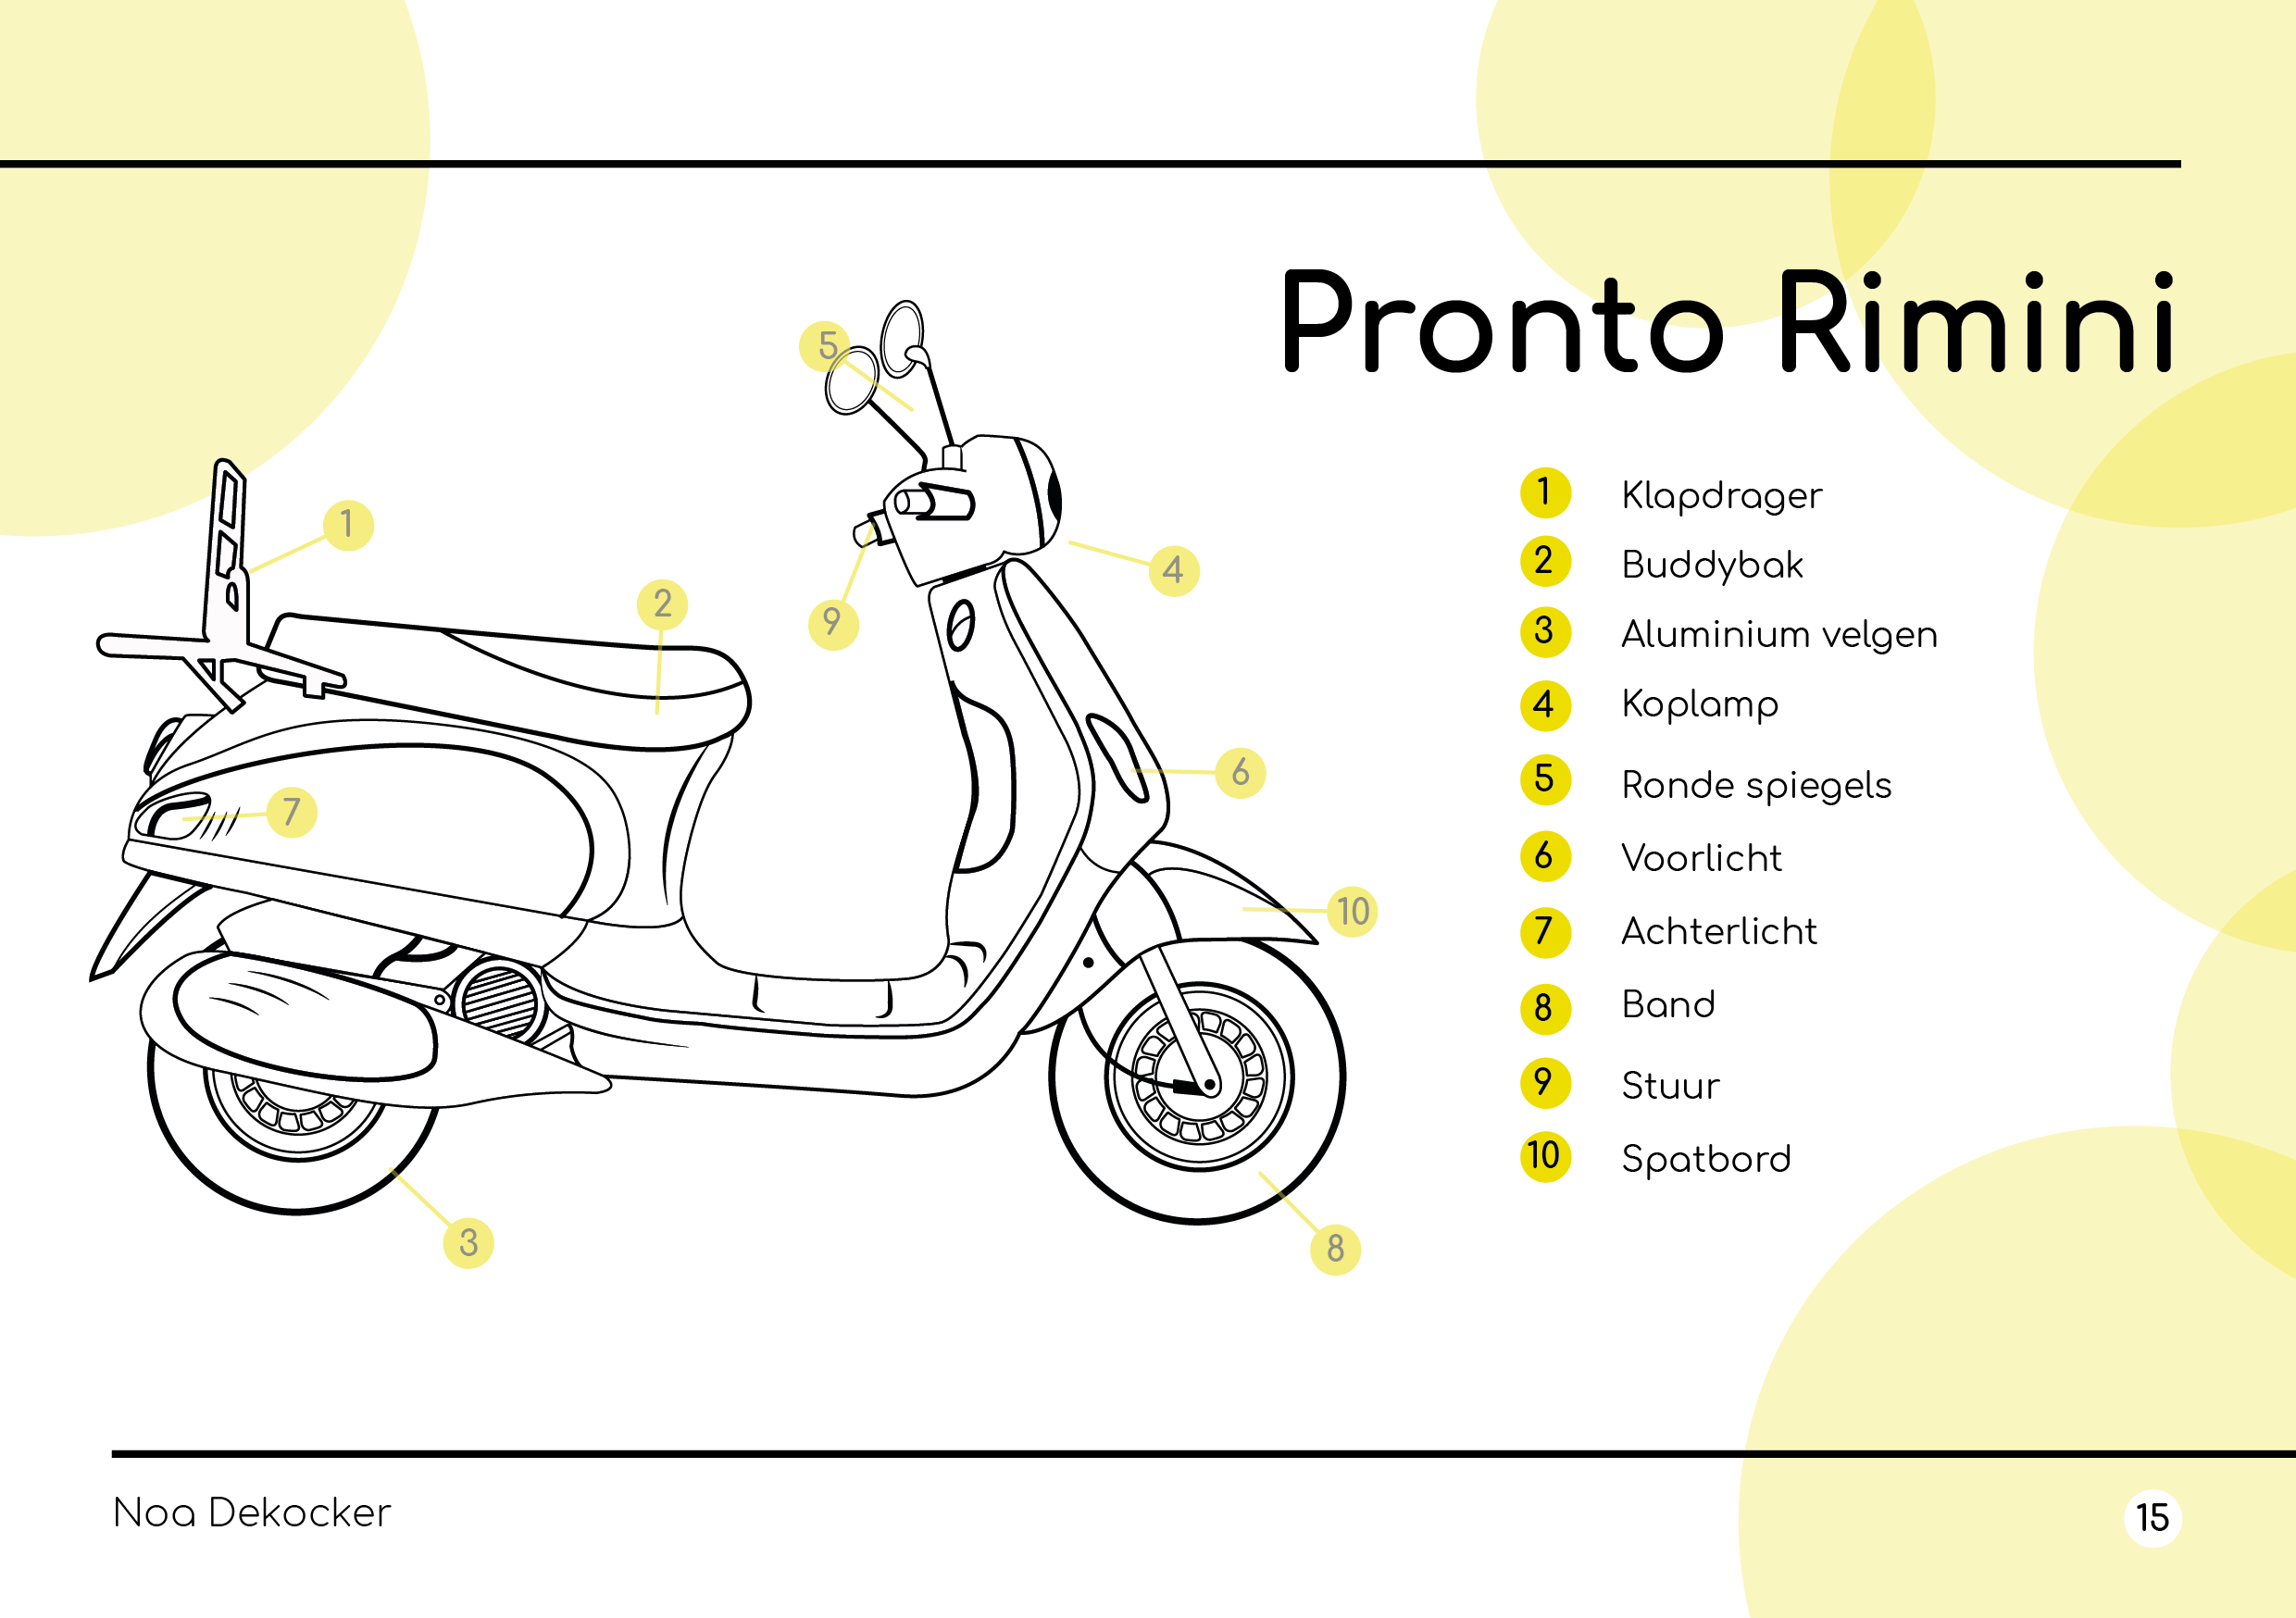 Pronto Rimini
5
1
4
2
9
6
7
10
3
8
1 Klapdrager
2 Buddybak
3 Aluminium velgen
4 Koplamp
5 Ronde spiegels
6 Voorlicht
7 Achterlicht
8 Band
9 Stuur
10 Spatbord
Noa Dekocker
15